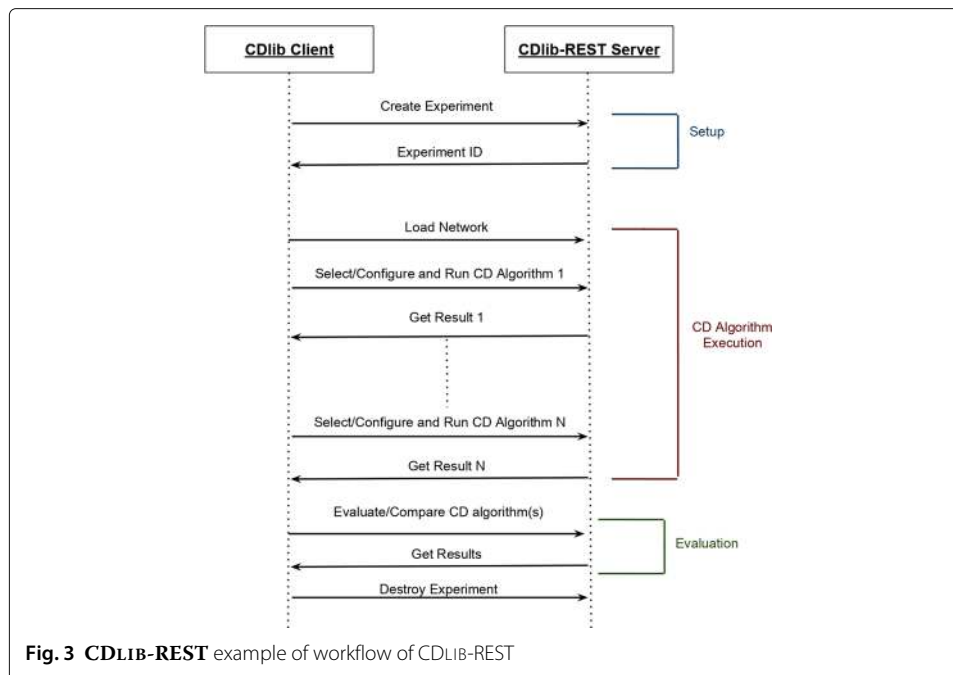 CDlib Client
CDlib-REST Server
Create Experiment
Setup
Experiment ID
Load Network
Select/Configure and Run CD Algorithm 1
Get Result 1
CD Algorithm
Execution
Select/Configure and Run CD Algorithm N
Get Result N
Evaluate/Compare CD algorithm(s)
Evaluation
Get Results
Destroy Experiment
Fig. 3 CDLIB-REST example of workflow of CDLIB-REST